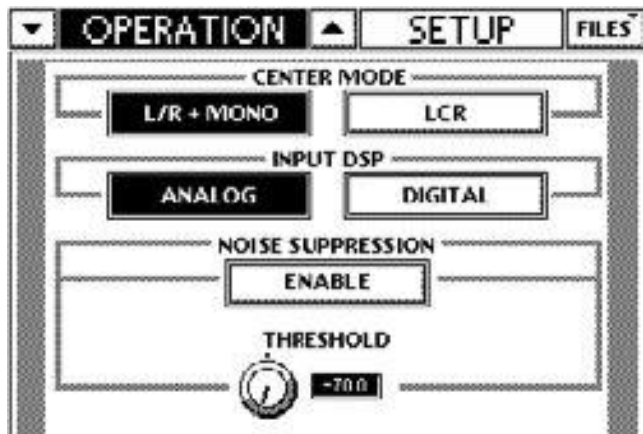 OPERATION SETUP FILES
CENTER MODE
L/R + MONO LCR
INPUT DSP
ANALOG DIGITAL
NOISE SUPPRESSION
ENABLE
THRESHOLD
-70.0